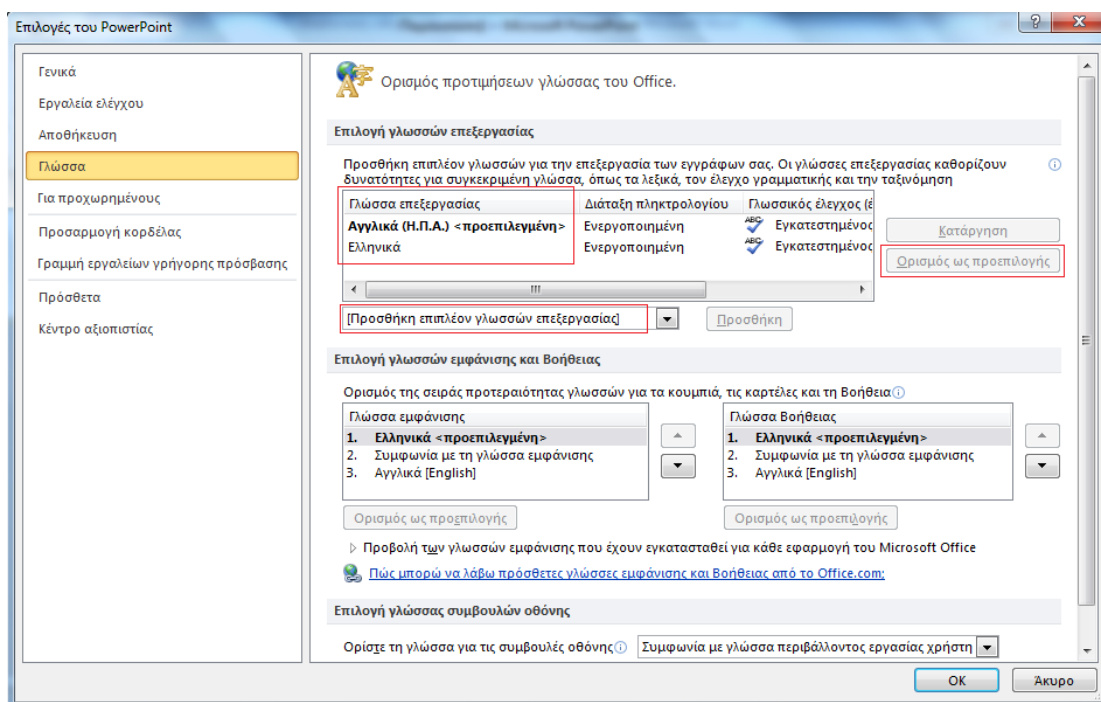 Επιλογές του PowerPoint
Γενικά
Εργαλεία ελέγχου
Αποθήκευση
Γλώσσα
Για προχωρημένους
Προσαρμογή κορδέλας
Γραμμή εργαλείων γρήγορης πρόσβασης
Πρόσθετα
Κέντρο αξιοπιστίας
Ορισμός προτιμήσεων γλώσσας του Office.
Επιλογή γλωσσών επεξεργασίας
Προσθήκη επιπλέον γλωσσών για την επεξεργασία των εγγράφων σας. Οι γλώσσες επεξεργασίας καθορίζουν
δυνατότητες για συγκεκριμένη γλώσσα, όπως τα λεξικά, τον έλεγχο γραμματικής και την ταξινόμηση
Γλώσσα επεξεργασίας Διάταξη πληκτρολογίου Γλωσσικός έλεγχος (έ
Αγγλικά (Η.Π.Α.) <προεπιλεγμένη> Ενεργοποιημένη Εγκατεστημένος
Ελληνικά Ενεργοποιημένη Εγκατεστημένος
Κατάργηση
Ορισμός ως προεπιλογής
[Προσθήκη επιπλέον γλωσσών επεξεργασίας] Προσθήκη
Επιλογή γλωσσών εμφάνισης και Βοήθειας
Ορισμός της σειράς προτεραιότητας γλωσσών για τα κουμπιά, τις καρτέλες και τη Βοήθεια
Γλώσσα εμφάνισης
1. Ελληνικά <προεπιλεγμένη>
2. Συμφωνία με τη γλώσσα εμφάνισης
3. Αγγλικά [English]
Ορισμός ως προεπιλογής
Γλώσσα Βοήθειας
1. Ελληνικά <προεπιλεγμένη>
2. Συμφωνία με τη γλώσσα εμφάνισης
3. Αγγλικά [English]
Ορισμός ως προεπιλογής
Προβολή των γλωσσών εμφάνισης που έχουν εγκατασταθεί για κάθε εφαρμογή του Microsoft Office
Πώς μπορώ να λάβω πρόσθετες γλώσσες εμφάνισης και Βοήθειας από το Office.com;
Επιλογή γλώσσας συμβουλών οθόνης
Ορίστε τη γλώσσα για τις συμβουλές οθόνης Συμφωνία με γλώσσα περιβάλλοντος εργασίας χρήστη
OK Άκυρο